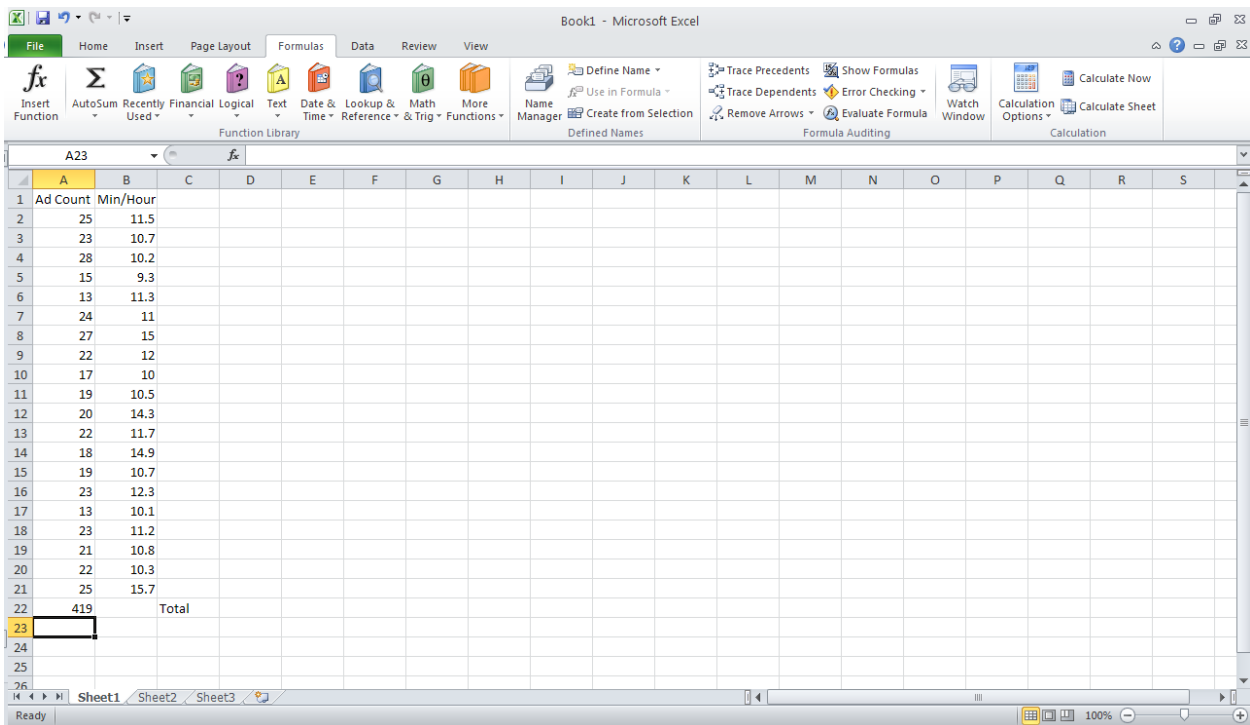 Book1 - Microsoft Excel
File Home Insert Page Layout Formulas Data Review View
Insert Function
AutoSum
Recently Used
Financial
Logical
Text
Date & Time
Lookup & Reference
Math & Trig
More Functions
Function Library
Name Manager
Define Name
Use in Formula
Create from Selection
Defined Names
Trace Precedents
Trace Dependents
Remove Arrows
Show Formulas
Error Checking
Evaluate Formula
Watch Window
Formula Auditing
Calculation Options
Calculate Now
Calculate Sheet
Calculation
A23 fx
A B C D E F G H I J K L M N O P Q R S
1 Ad Count Min/Hour
2 25 11.5
3 23 10.7
4 28 10.2
5 15 9.3
6 13 11.3
7 24 11
8 27 15
9 22 12
10 17 10
11 19 10.5
12 20 14.3
13 22 11.7
14 18 14.9
15 19 10.7
16 23 12.3
17 13 10.1
18 23 11.2
19 21 10.8
20 22 10.3
21 25 15.7
22 419 Total
23
24
25
26
Sheet1 Sheet2 Sheet3
Ready 100%